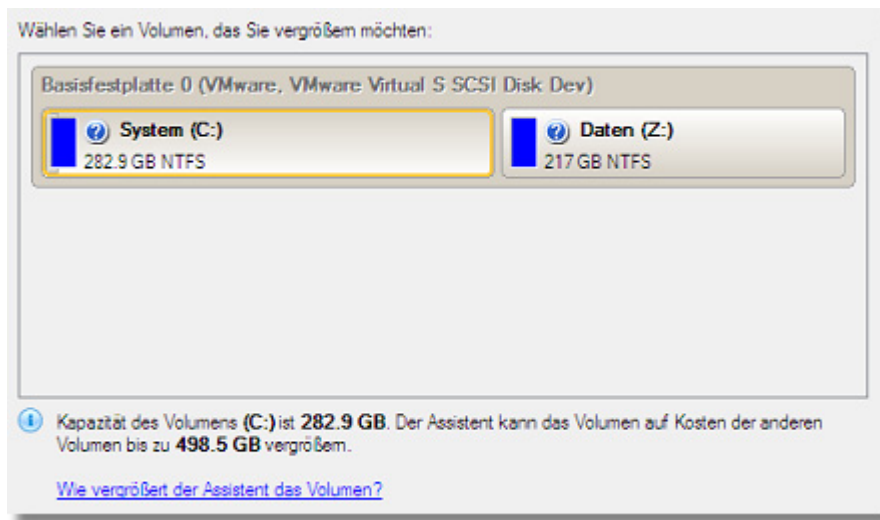 Wählen Sie ein Volumen, das Sie vergrößern möchten:
Basisfestplatte 0 (VMware, VMware Virtual S SCSI Disk Dev)
System (C:)
282.9 GB NTFS
Daten (Z:)
217 GB NTFS
Kapazität des Volumens (C:) ist 282.9 GB. Der Assistent kann das Volumen auf Kosten der anderen
Volumen bis zu 498.5 GB vergrößern.
Wie vergrößert der Assistent das Volumen?